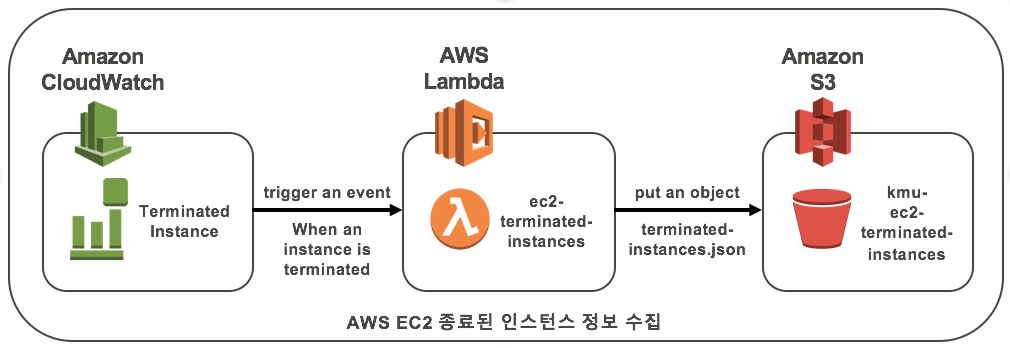 Amazon
CloudWatch
AWS
Lambda
Amazon
S3
Terminated
Instance
trigger an event
When an
instance is
terminated
ec2-
terminated-
instances
put an object
terminated-
instances.json
kmu-
ec2-
terminated-
instances
AWS EC2 종료된 인스턴스 정보 수집